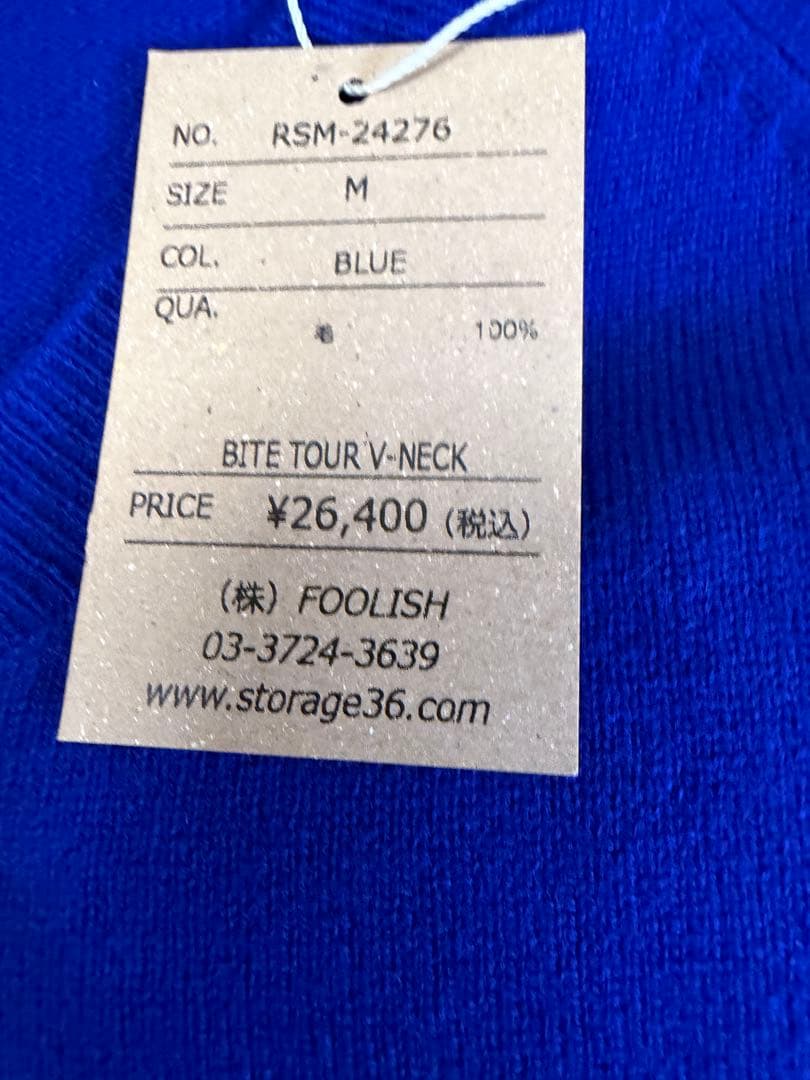 NO. RSM-24276
SIZE M
COL. BLUE
QUA.
毛 100%
BITE TOUR V-NECK
PRICE ¥26,400 (税込)
(株) FOOLISH
03-3724-3639
www.storage36.com